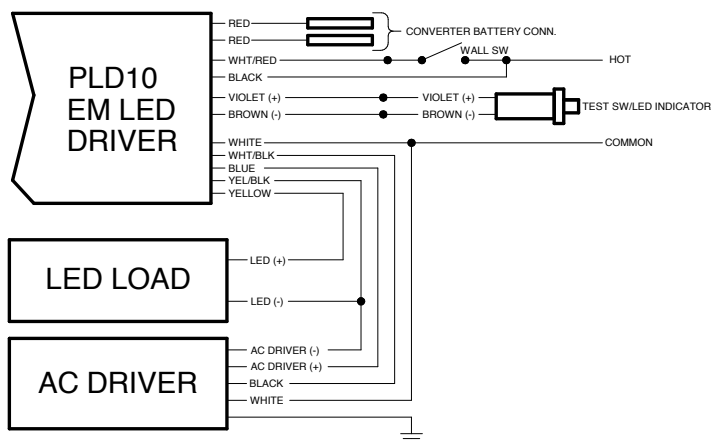 RED
RED
CONVERTER BATTERY CONN.
WHT/RED
WALL SW
HOT
BLACK
PLD10
EM LED
DRIVER
VIOLET (+)
VIOLET (+)
BROWN (-)
BROWN (-)
TEST SW/LED INDICATOR
WHITE
COMMON
WHT/BLK
BLUE
YEL/BLK
YELLOW
LED LOAD
LED (+)
LED (-)
AC DRIVER
AC DRIVER (-)
AC DRIVER (+)
BLACK
WHITE